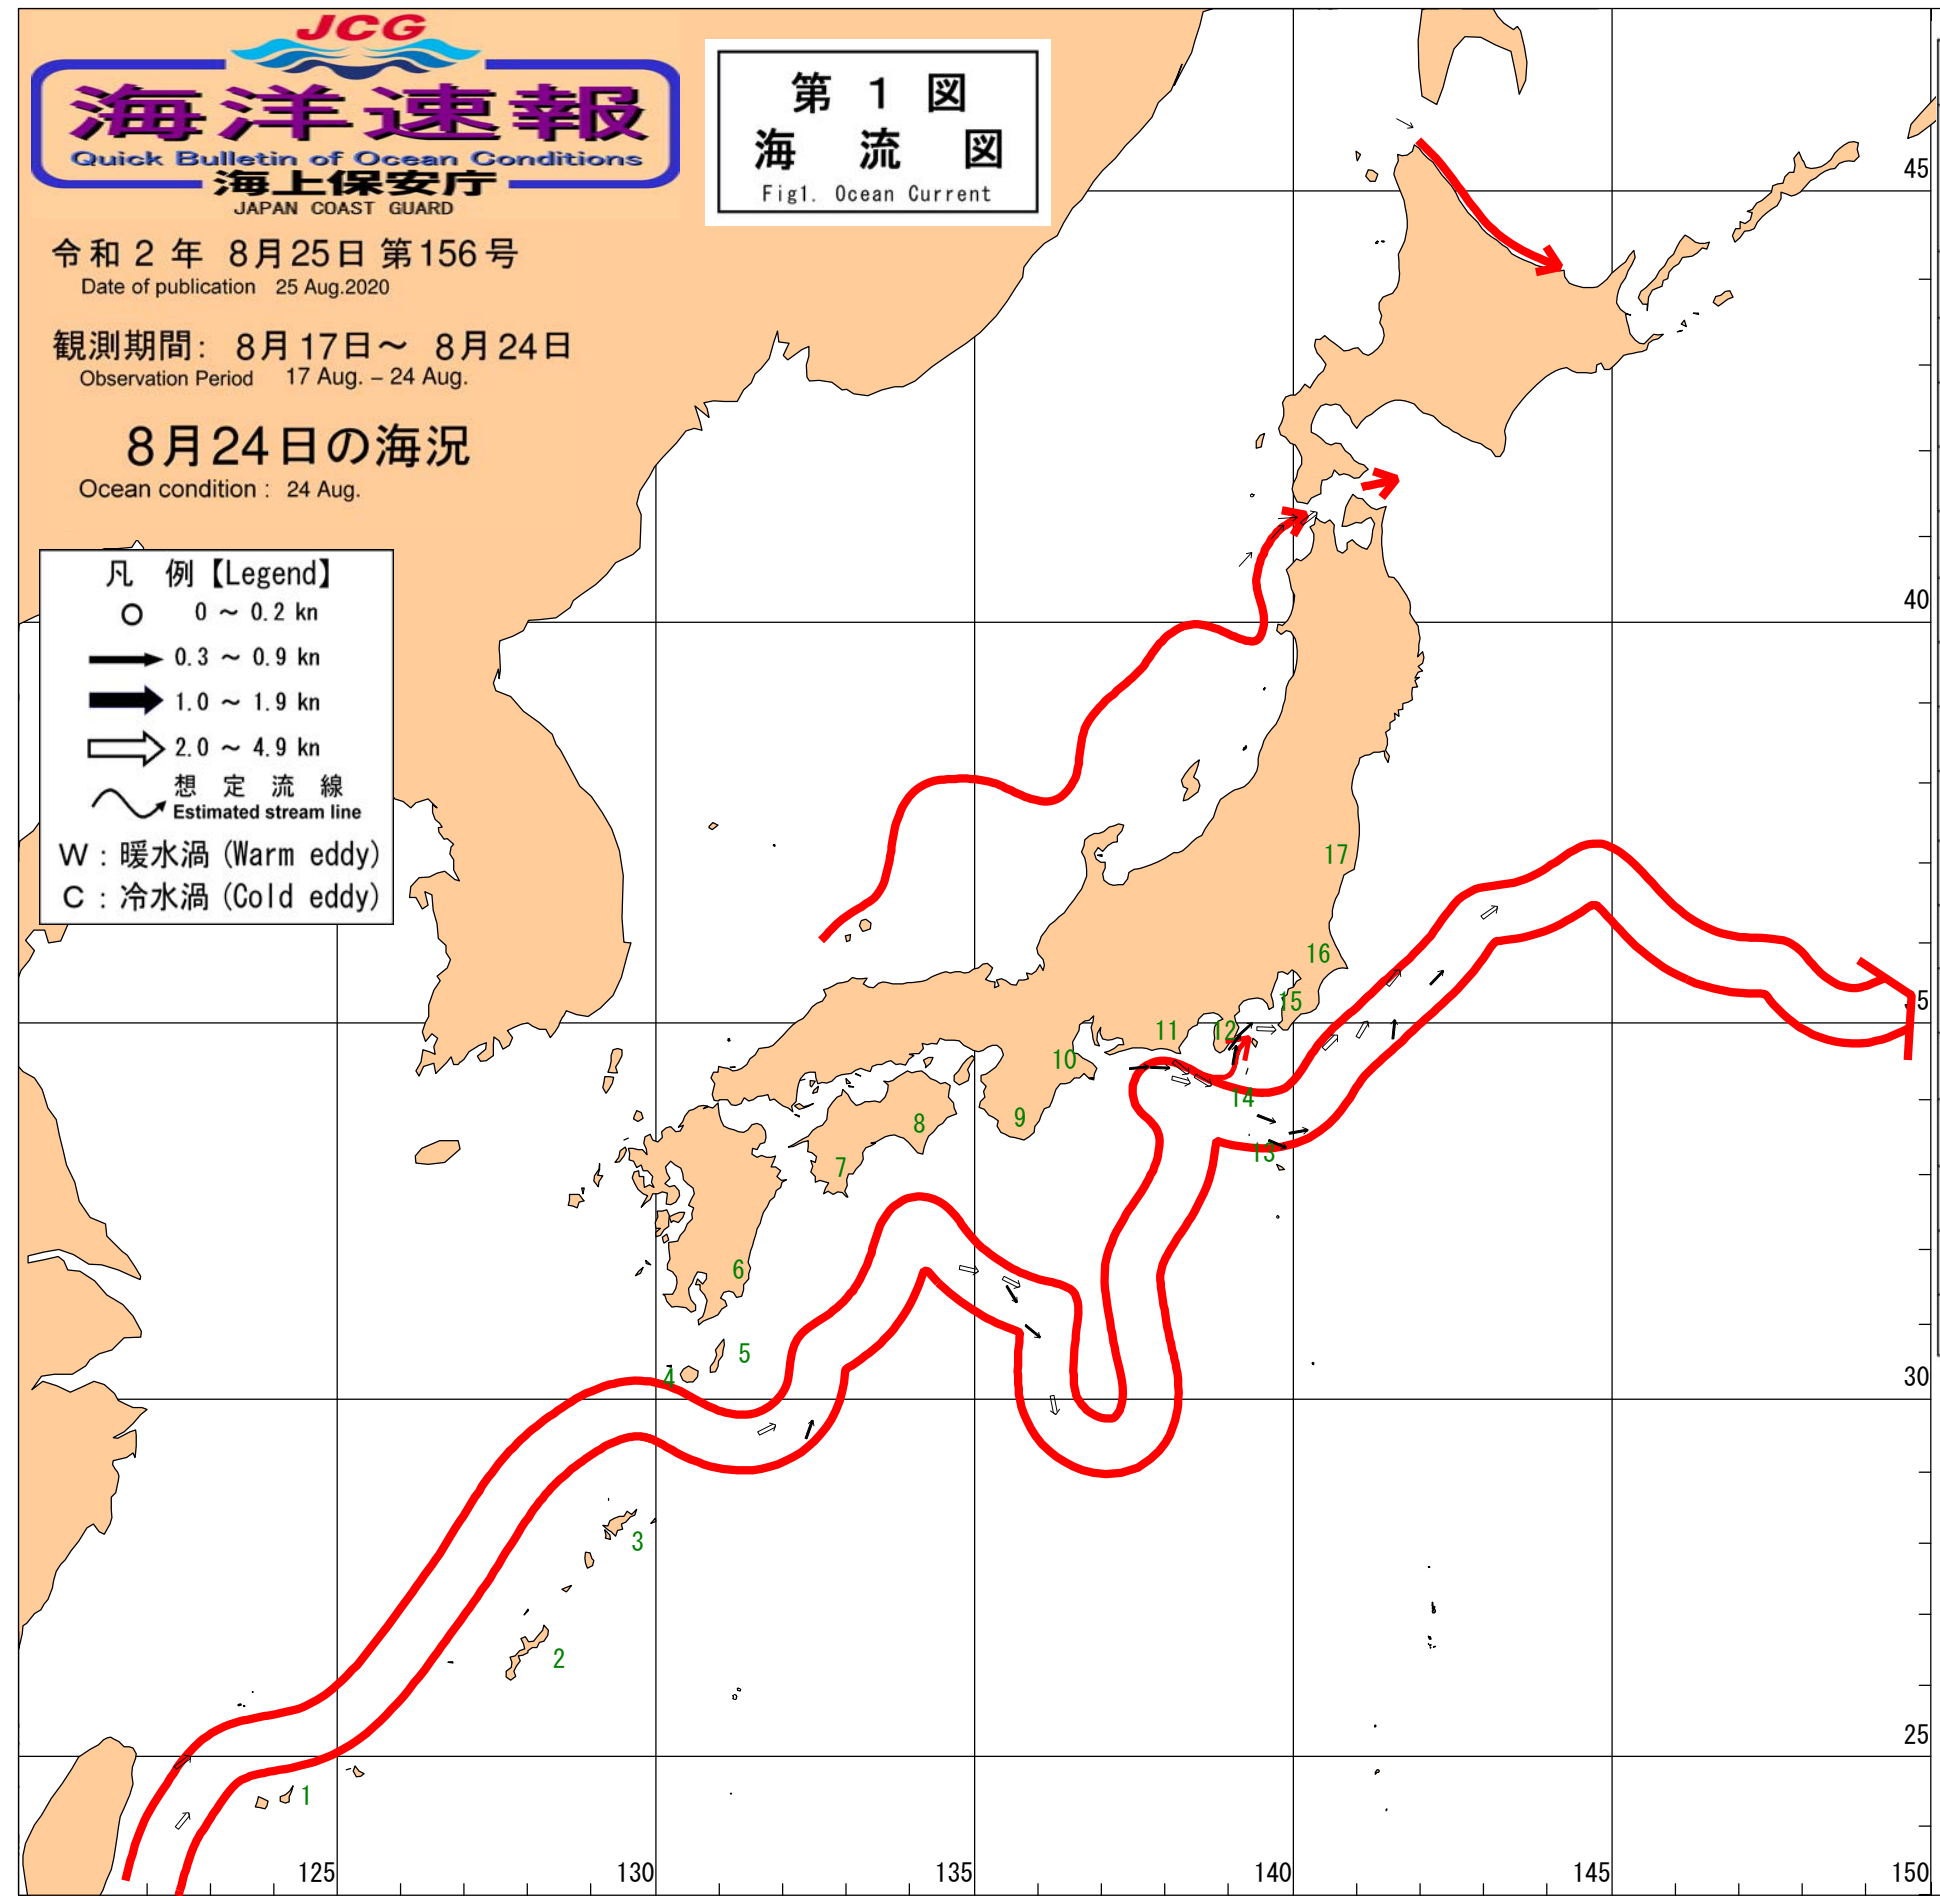 JCG
海洋速報
Quick Bulletin of Ocean Conditions
海上保安庁
JAPAN COAST GUARD
第 1 図
海 流 図
Fig1. Ocean Current
令和 2 年 8月25日 第156号
Date of publication 25 Aug.2020
観測期間: 8月17日～ 8月24日
Observation Period 17 Aug. – 24 Aug.
8月24日の海況
Ocean condition : 24 Aug.
凡 例【Legend】
0 ～ 0.2 kn
0.3 ～ 0.9 kn
1.0 ～ 1.9 kn
2.0 ～ 4.9 kn
想 定 流 線
Estimated stream line
W : 暖水渦 (Warm eddy)
C : 冷水渦 (Cold eddy)
45
40
5
30
25
125
130
135
140
145
150
17
16
15
12
11
10
14
13
9
8
7
6
5
4
3
2
1